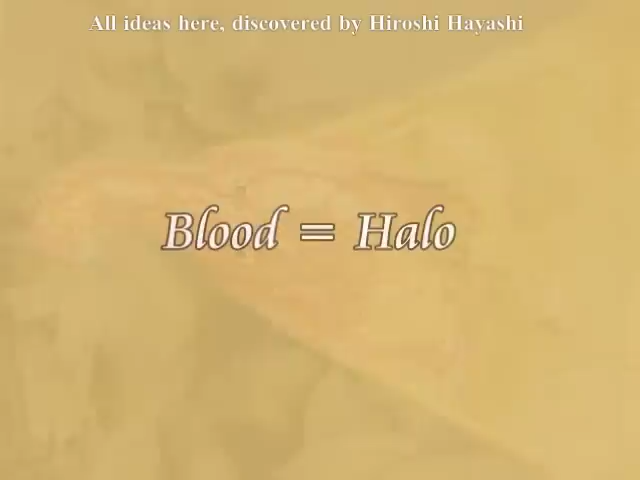 All ideas here, discovered by Hiroshi Hayashi
Blood = Halo